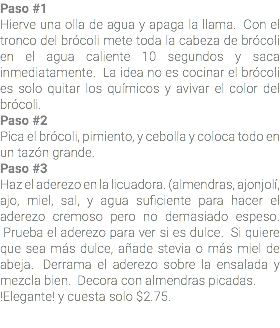 Paso #1
Hierve una olla de agua y apaga la llama.  Con el
tronco del brócoli mete toda la cabeza de brócoli
en el agua caliente 10 segundos y saca
inmediatamente.  La idea no es cocinar el brócoli
es solo quitar los químicos y avivar el color del
brócoli.
Paso #2
Pica el brócoli, pimiento, y cebolla y coloca todo en
un tazón grande.
Paso #3
Haz el aderezo en la licuadora. (almendras, ajonjolí,
ajo, miel, sal, y agua suficiente para hacer el
aderezo cremoso pero no demasiado espeso.
 Prueba el aderezo para ver si es dulce.  Si quiere
que sea más dulce, añade stevia o más miel de
abeja.  Derrama el aderezo sobre la ensalada y
mezcla bien.  Decora con almendras picadas.
!Elegante! y cuesta solo $2.75.